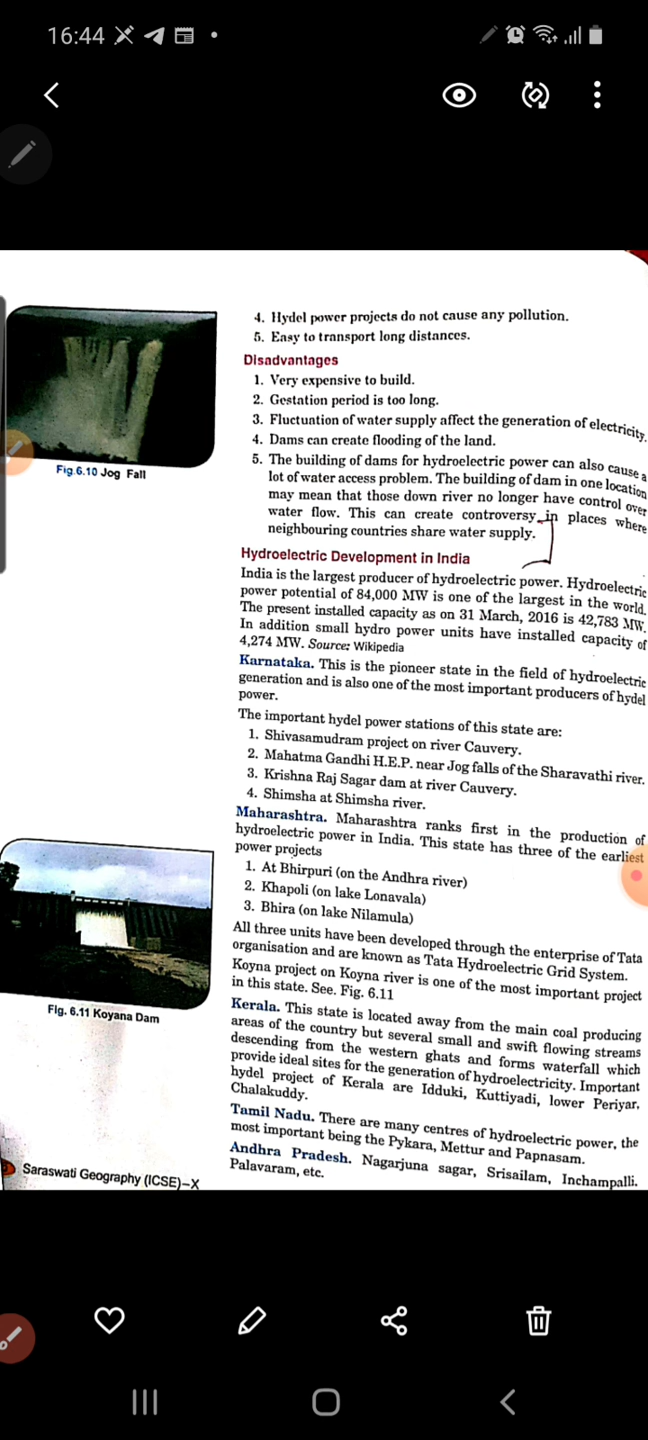 16:44
4. Hydel power projects do not cause any pollution.
5. Easy to transport long distances.
Disadvantages
1. Very expensive to build.
2. Gestation period is too long.
3. Fluctuation of water supply affect the generation of electricity.
4. Dams can create flooding of the land.
5. The building of dams for hydroelectric power can also cause a
lot of water access problem. The building of dam in one location
may mean that those down river no longer have control over
water flow. This can create controversy in places where
neighbouring countries share water supply.
Fig.6.10 Jog Fall
Hydroelectric Development in India
India is the largest producer of hydroelectric power. Hydroelectric
power potential of 84,000 MW is one of the largest in the world.
The present installed capacity as on 31 March, 2016 is 42,783 MW.
In addition small hydro power units have installed capacity of
4,274 MW. Source: Wikipedia
Karnataka. This is the pioneer state in the field of hydroelectric
generation and is also one of the most important producers of hydel
power.
The important hydel power stations of this state are:
1. Shivasamudram project on river Cauvery.
2. Mahatma Gandhi H.E.P. near Jog falls of the Sharavathi river.
3. Krishna Raj Sagar dam at river Cauvery.
4. Shimsha at Shimsha river.
Maharashtra. Maharashtra ranks first in the production of
hydroelectric power in India. This state has three of the earliest
power projects
1. At Bhirpuri (on the Andhra river)
2. Khapoli (on lake Lonavala)
3. Bhira (on lake Nilamula)
All three units have been developed through the enterprise of Tata
organisation and are known as Tata Hydroelectric Grid System.
Koyna project on Koyna river is one of the most important project
in this state. See. Fig. 6.11
Fig. 6.11 Koyana Dam
Kerala. This state is located away from the main coal producing
areas of the country but several small and swift flowing streams
descending from the western ghats and forms waterfall which
provide ideal sites for the generation of hydroelectricity. Important
hydel project of Kerala are Idduki, Kuttiyadi, lower Periyar,
Chalakuddy.
Tamil Nadu. There are many centres of hydroelectric power, the
most important being the Pykara, Mettur and Papnasam.
Andhra Pradesh. Nagarjuna sagar, Srisailam, Inchampalli.
Palavaram, etc.
Saraswati Geography (ICSE)–X